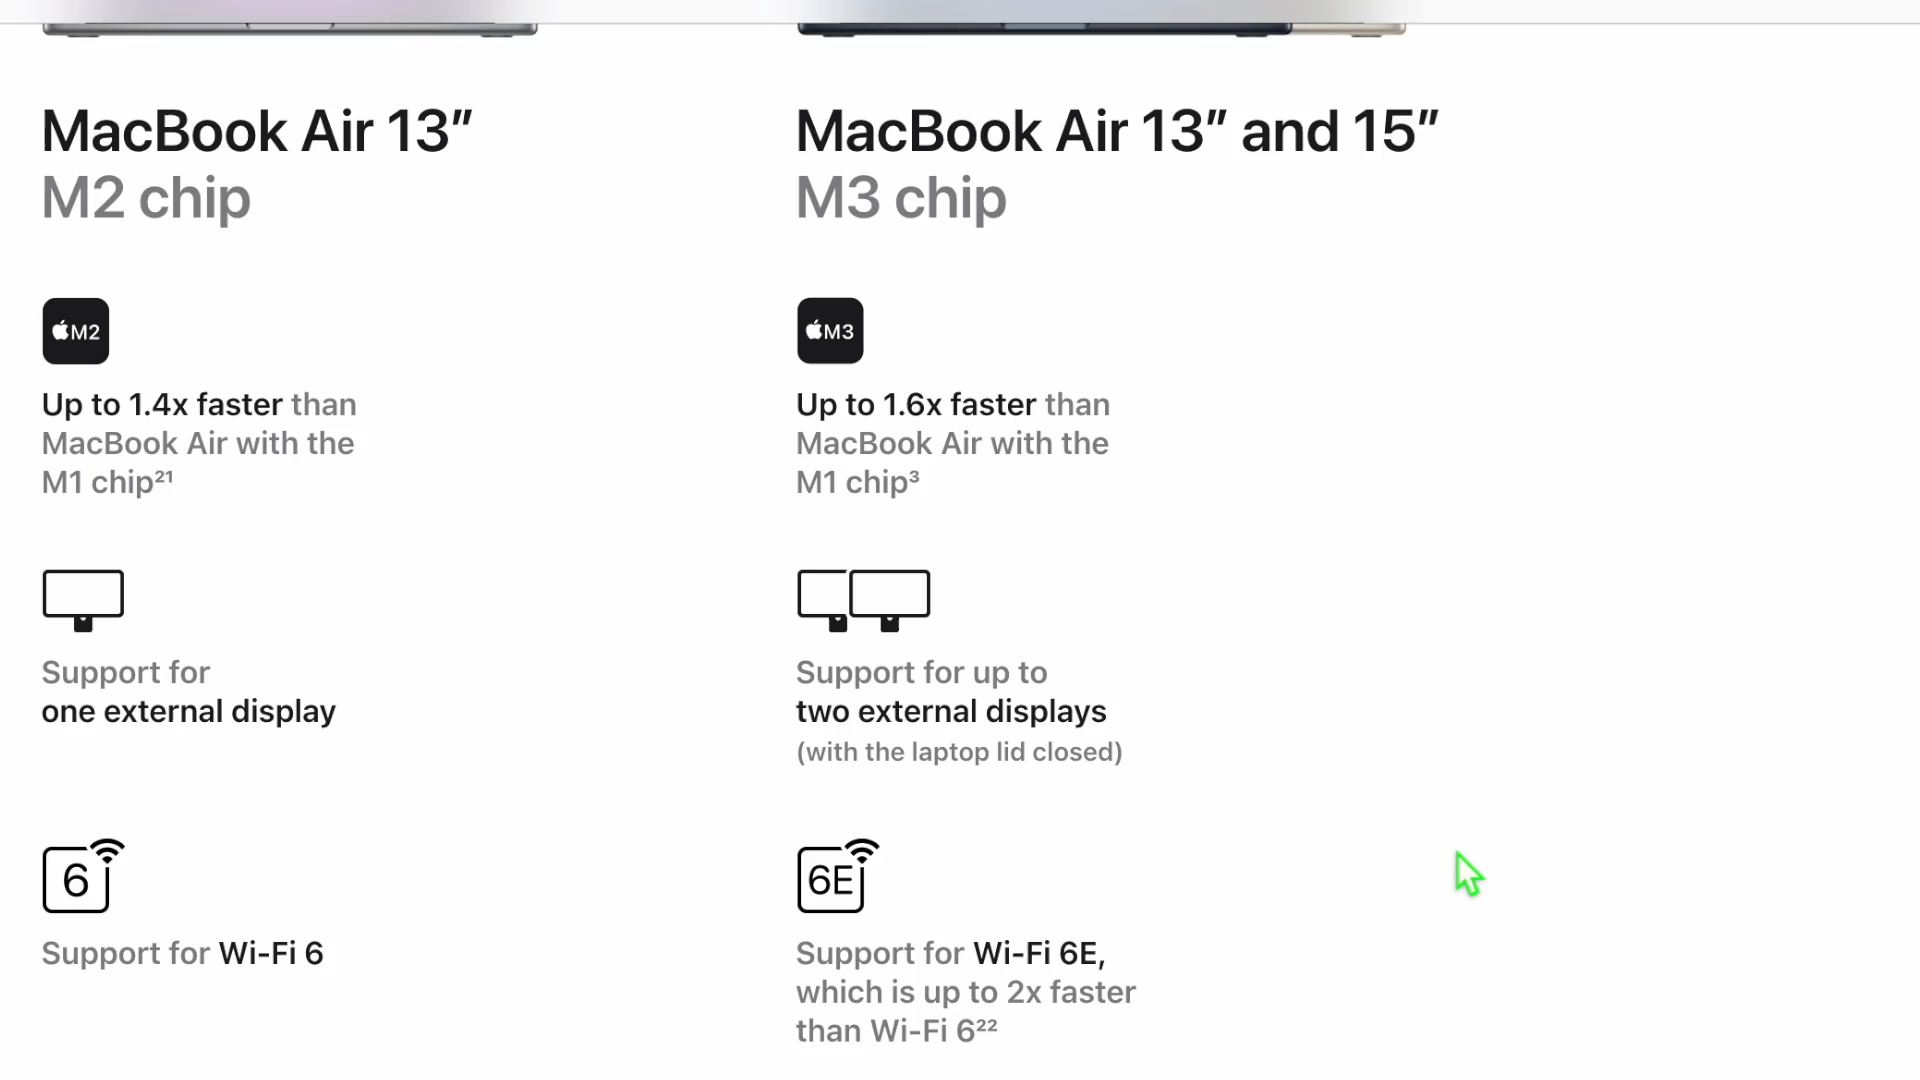 MacBook Air 13”
M2 chip
M2
Up to 1.4x faster than
MacBook Air with the
M1 chip²¹
Support for
one external display
6
Support for Wi-Fi 6
MacBook Air 13” and 15”
M3 chip
M3
Up to 1.6x faster than
MacBook Air with the
M1 chip³
Support for up to
two external displays
(with the laptop lid closed)
6E
Support for Wi-Fi 6E,
which is up to 2x faster
than Wi-Fi 6²²